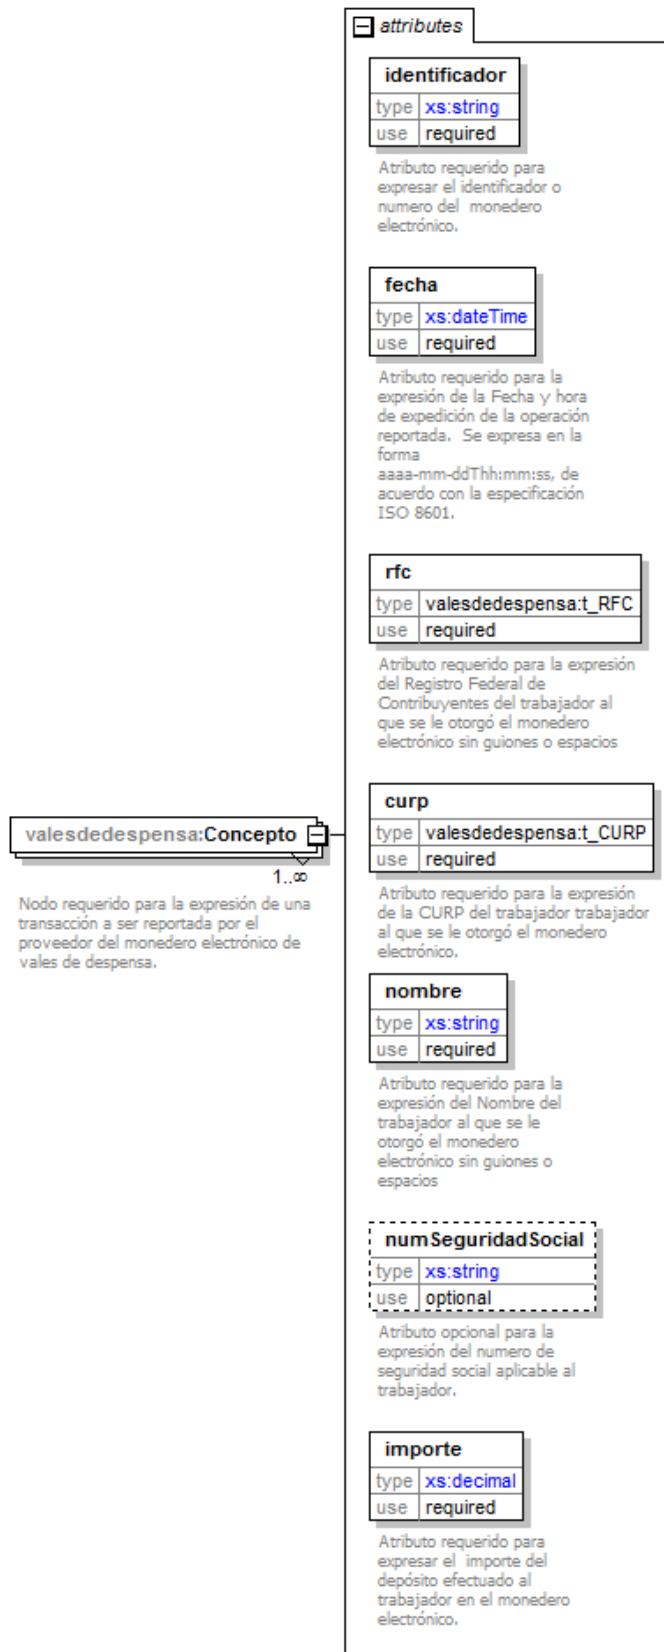 attributes
identificador
type xs:string
use required
Atributo requerido para
expresar el identificador o
numero del  monedero
electrónico.
fecha
type xs:dateTime
use required
Atributo requerido para la
expresión de la Fecha y hora
de expedición de la operación
reportada.  Se expresa en la
forma
aaaa-mm-ddThh:mm:ss, de
acuerdo con la especificación
ISO 8601.
rfc
type valesdedespensa:t_RFC
use required
Atributo requerido para la expresión
del Registro Federal de
Contribuyentes del trabajador al
que se le otorgó el monedero
electrónico sin guiones o espacios
valesdedespensa:Concepto
1..∞
Nodo requerido para la expresión de una
transacción a ser reportada por el
proveedor del monedero electrónico de
vales de despensa.
curp
type valesdedespensa:t_CURP
use required
Atributo requerido para la expresión
de la CURP del trabajador trabajador
al que se le otorgó el monedero
electrónico.
nombre
type xs:string
use required
Atributo requerido para la
expresión del Nombre del
trabajador al que se le
otorgó el monedero
electrónico sin guiones o
espacios
numSeguridadSocial
type xs:string
use optional
Atributo opcional para la
expresión del numero de
seguridad social aplicable al
trabajador.
importe
type xs:decimal
use required
Atributo requerido para
expresar el  importe del
depósito efectuado al
trabajador en el monedero
electrónico.